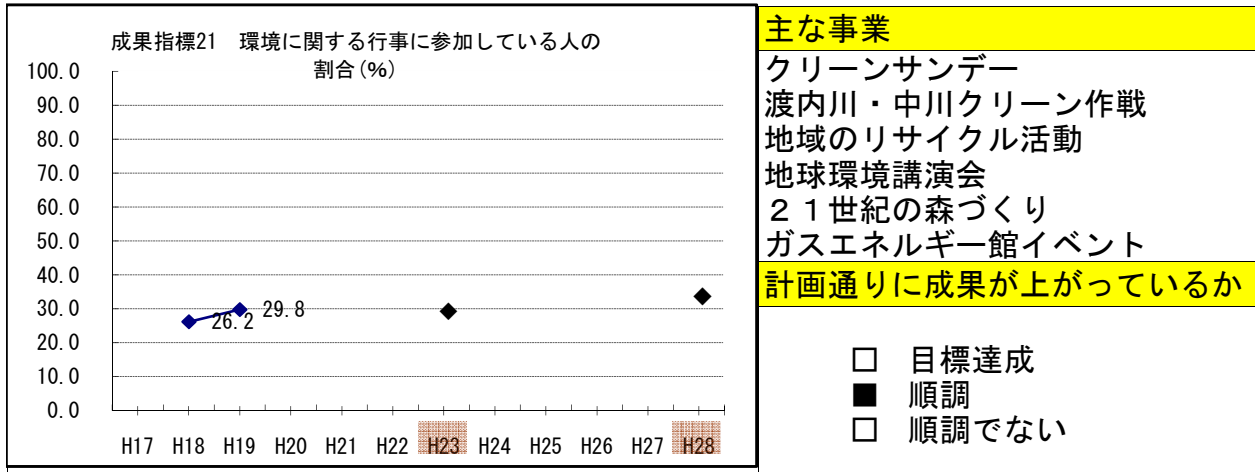 成果指標21　環境に関する行事に参加している人の
割合(%)
100.0
90.0
80.0
70.0
60.0
50.0
40.0
30.0
20.0
10.0
0.0
26.2
29.8
H17 H18 H19 H20 H21 H22 H23 H24 H25 H26 H27 H28
主な事業
クリーンサンデー
渡内川・中川クリーン作戦
地域のリサイクル活動
地球環境講演会
２１世紀の森づくり
ガスエネルギー館イベント
計画通りに成果が上がっているか
□　目標達成
■　順調
□　順調でない